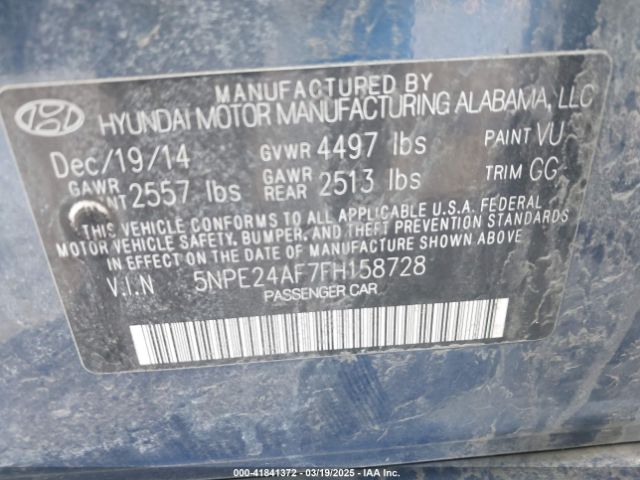 MANUFACTURED BY
HYUNDAI MOTOR MANUFACTURING ALABAMA, LLC
Dec/19/14 GVWR 4497 lbs PAINT VU
GAWR 2557 lbs GAWR REAR 2513 lbs TRIM GG
THIS VEHICLE CONFORMS TO ALL APPLICABLE U.S.A. FEDERAL
MOTOR VEHICLE SAFETY, BUMPER, AND THEFT PREVENTION STANDARDS
IN EFFECT ON THE DATE OF MANUFACTURE SHOWN ABOVE.
V.I.N 5NPE24AF7FH158728
PASSENGER CAR
000-41841372 - 03/19/2025 - IAA Inc.